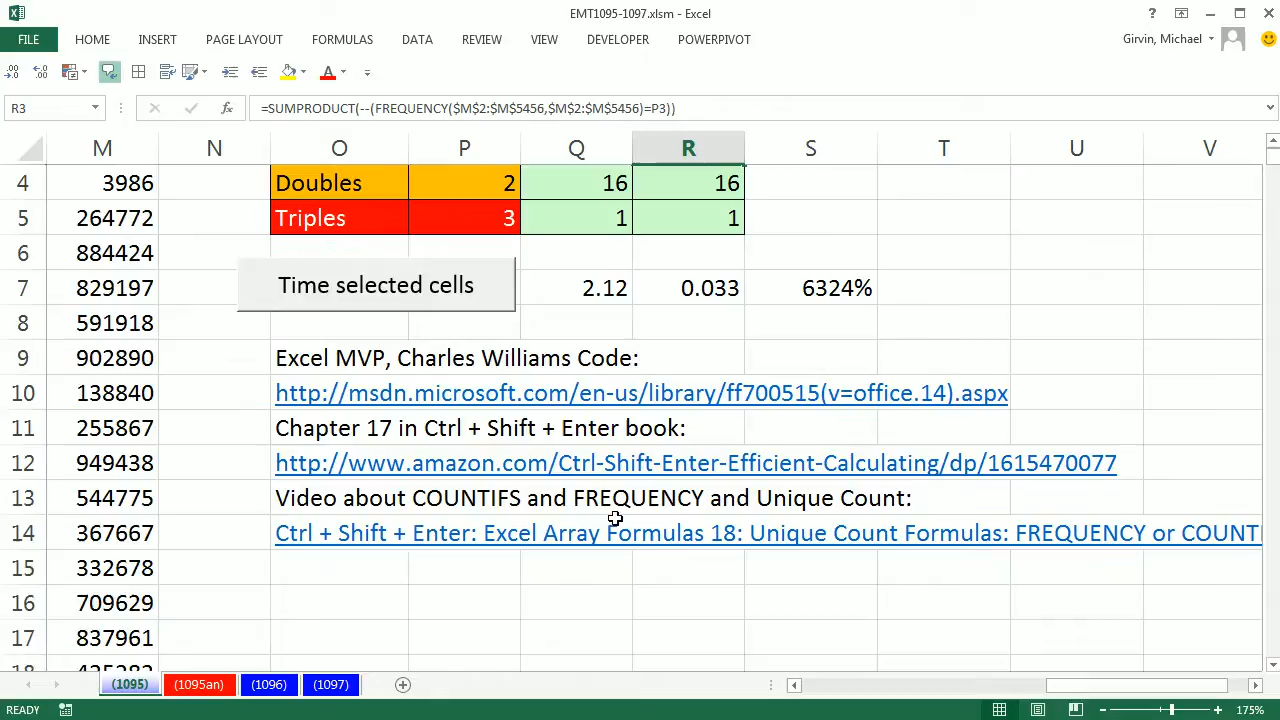 EMT1095-1097.xlsm - Excel
FILE HOME INSERT PAGE LAYOUT FORMULAS DATA REVIEW VIEW DEVELOPER POWERPIVOT Girvin, Michael
R3 =SUMPRODUCT(--(FREQUENCY($M$2:$M$5456,$M$2:$M$5456)=P3))
M N O P Q R S T U V
4 3986 Doubles 2 16 16
5 264772 Triples 3 1 1
6 884424
7 829197 Time selected cells 2.12 0.033 6324%
8 591918
9 902890 Excel MVP, Charles Williams Code:
10 138840 http://msdn.microsoft.com/en-us/library/ff700515(v=office.14).aspx
11 255867 Chapter 17 in Ctrl + Shift + Enter book:
12 949438 http://www.amazon.com/Ctrl-Shift-Enter-Efficient-Calculating/dp/1615470077
13 544775 Video about COUNTIFS and FREQUENCY and Unique Count:
14 367667 Ctrl + Shift + Enter: Excel Array Formulas 18: Unique Count Formulas: FREQUENCY or COUNTI
15 332678
16 709629
17 837961
(1095) (1095an) (1096) (1097)
READY 175%